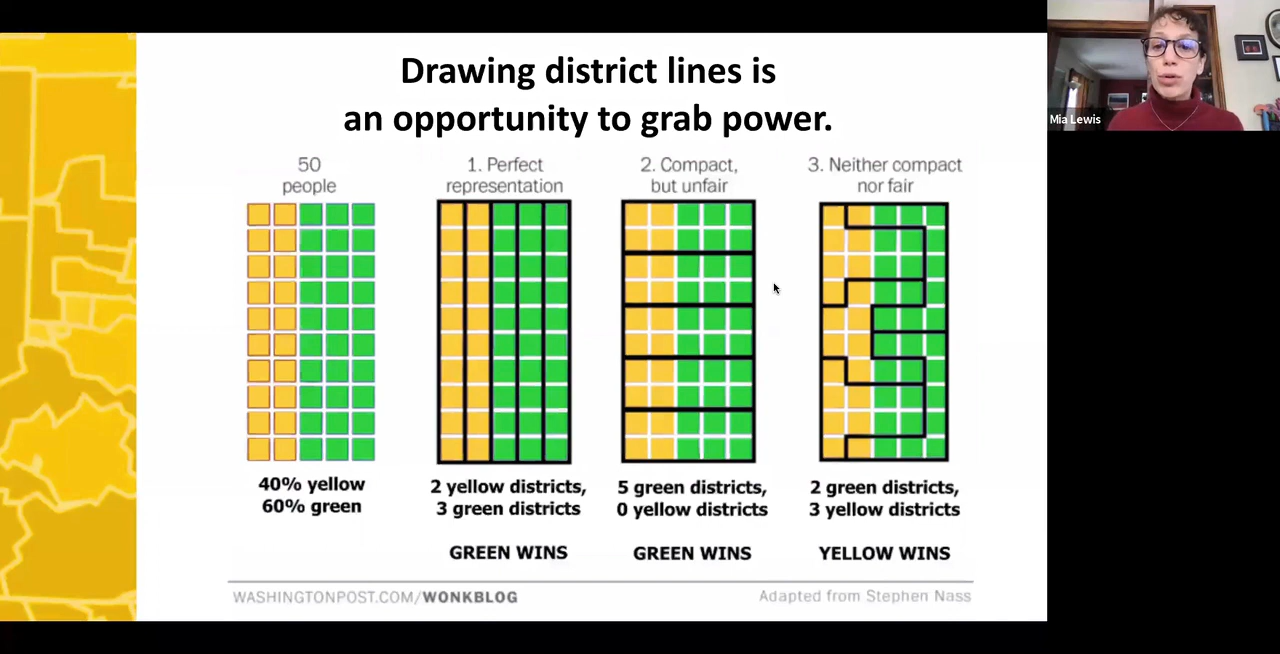 Drawing district lines is
an opportunity to grab power.
Mia Lewis
50
people
1. Perfect
representation
2. Compact,
but unfair
3. Neither compact
nor fair
40% yellow
60% green
2 yellow districts,
3 green districts
5 green districts,
0 yellow districts
2 green districts,
3 yellow districts
GREEN WINS
GREEN WINS
YELLOW WINS
WASHINGTONPOST.COM/WONKBLOG
Adapted from Stephen Nass